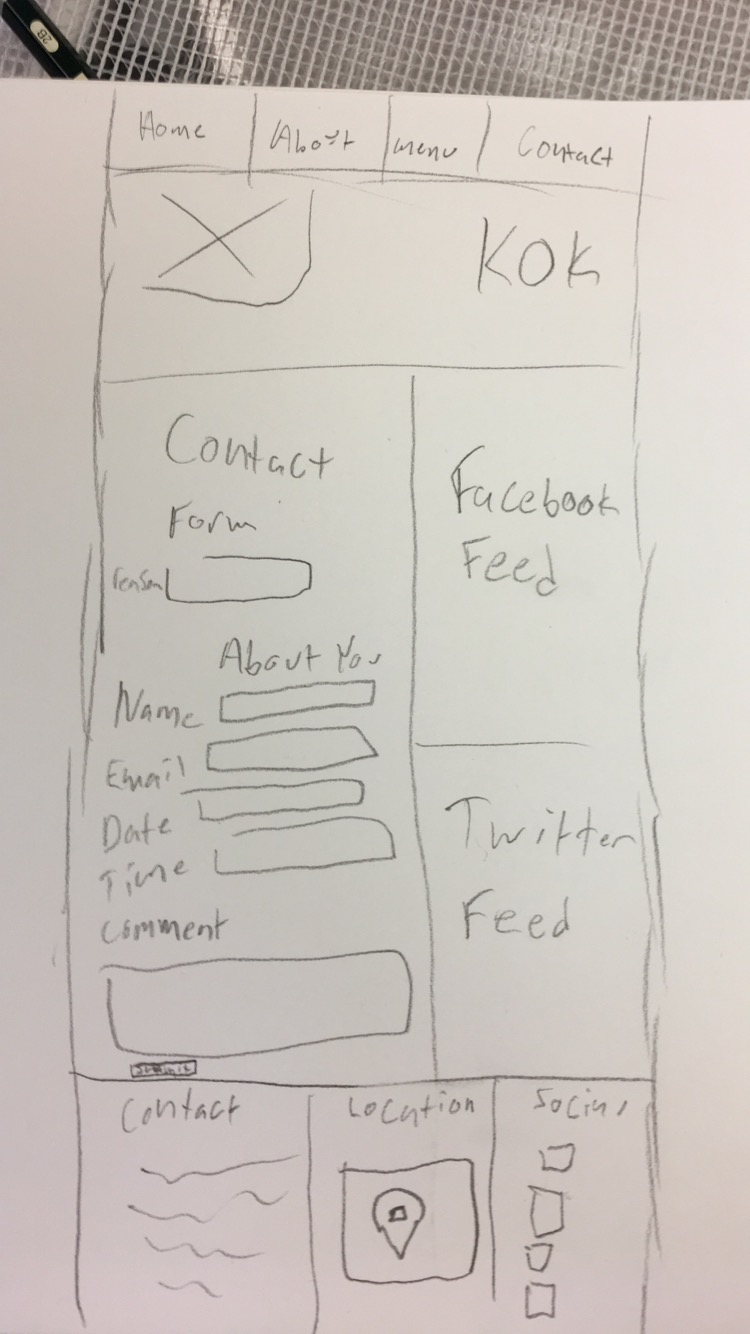 2B
Home About menu Contact
KOK
Contact
Form
reason
About You
Name
Email
Date
Time
comment
submit
Facebook
Feed
Twitter
Feed
Contact
Location
Social